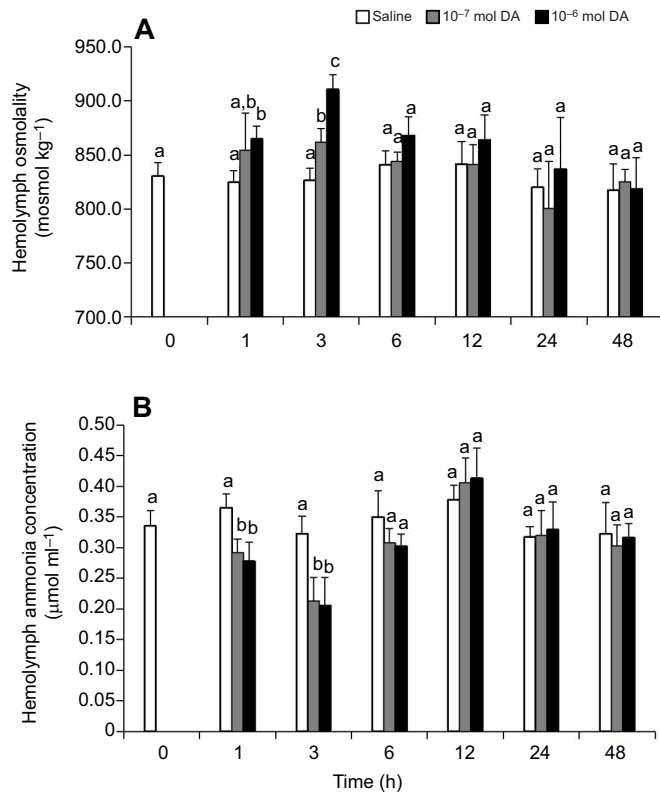 Saline 10⁻⁷ mol DA 10⁻⁶ mol DA
A
Hemolymph osmolality
(mosmol kg⁻¹)
950.0
900.0
850.0
800.0
750.0
700.0
a
a a,b b
a b c
a a a
a a a
a a a
a a a
0 1 3 6 12 24 48
B
Hemolymph ammonia concentration
(μmol ml⁻¹)
0.50
0.45
0.40
0.35
0.30
0.25
0.20
0.15
0.10
0.05
0
a
a b b
a b b
a a a
a a a
a a a
a a a
0 1 3 6 12 24 48
Time (h)